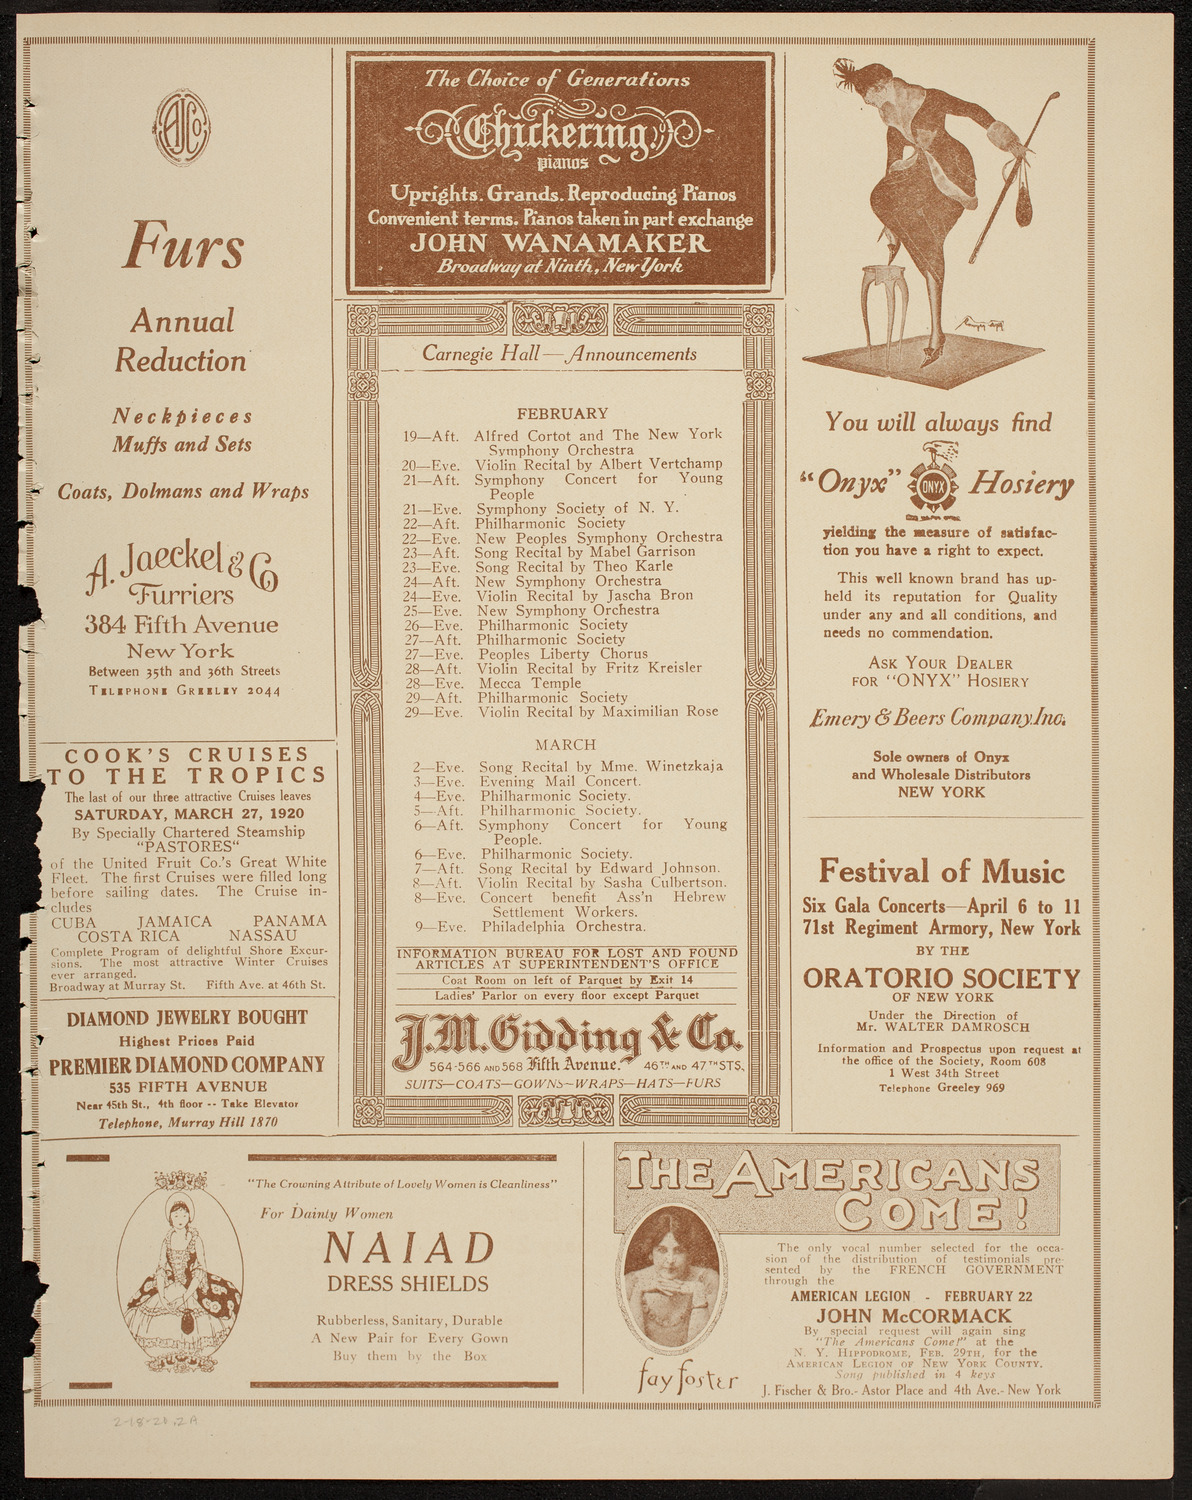 AJCo
Furs
Annual
Reduction
Neckpieces
Muffs and Sets
Coats, Dolmans and Wraps
A. Jaeckel & Co
Furriers
384 Fifth Avenue
New York
Between 35th and 36th Streets
TELEPHONE GREELEY 2044
COOK'S CRUISES
TO THE TROPICS
The last of our three attractive Cruises leaves
SATURDAY, MARCH 27, 1920
By Specially Chartered Steamship
"PASTORES"
of the United Fruit Co.'s Great White
Fleet. The first Cruises were filled long
before sailing dates. The Cruise in-
cludes
CUBA JAMAICA PANAMA
COSTA RICA NASSAU
Complete Program of delightful Shore Excur-
sions. The most attractive Winter Cruises
ever arranged.
Broadway at Murray St. Fifth Ave. at 46th St.
DIAMOND JEWELRY BOUGHT
Highest Prices Paid
PREMIER DIAMOND COMPANY
535 FIFTH AVENUE
Near 45th St., 4th floor -- Take Elevator
Telephone, Murray Hill 1870
The Choice of Generations
Chickering
pianos
Uprights. Grands. Reproducing Pianos
Convenient terms. Pianos taken in part exchange
JOHN WANAMAKER
Broadway at Ninth, New York
Carnegie Hall—Announcements
FEBRUARY
19—Aft. Alfred Cortot and The New York
Symphony Orchestra
20—Eve. Violin Recital by Albert Vertchamp
21—Aft. Symphony Concert for Young
People
21—Eve. Symphony Society of N. Y.
22—Aft. Philharmonic Society
22—Eve. New Peoples Symphony Orchestra
23—Aft. Song Recital by Mabel Garrison
23—Eve. Song Recital by Theo Karle
24—Aft. New Symphony Orchestra
24—Eve. Violin Recital by Jascha Bron
25—Eve. New Symphony Orchestra
26—Eve. Philharmonic Society
27—Aft. Philharmonic Society
27—Eve. Peoples Liberty Chorus
28—Aft. Violin Recital by Fritz Kreisler
28—Eve. Mecca Temple
29—Aft. Philharmonic Society
29—Eve. Violin Recital by Maximilian Rose
MARCH
2—Eve. Song Recital by Mme. Winetzkaja
3—Eve. Evening Mail Concert.
4—Eve. Philharmonic Society.
5—Aft. Philharmonic Society.
6—Aft. Symphony Concert for Young
People.
6—Eve. Philharmonic Society.
7—Aft. Song Recital by Edward Johnson.
8—Aft. Violin Recital by Sasha Culbertson.
8—Eve. Concert benefit Ass'n Hebrew
Settlement Workers.
9—Eve. Philadelphia Orchestra.
INFORMATION BUREAU FOR LOST AND FOUND
ARTICLES AT SUPERINTENDENT'S OFFICE
Coat Room on left of Parquet by Exit 14
Ladies' Parlor on every floor except Parquet
J.M. Gidding & Co.
564-566 AND 568 Fifth Avenue. 46TH AND 47TH STS.
SUITS—COATS—GOWNS—WRAPS—HATS—FURS
You will always find
"Onyx" ONYX Hosiery
yielding the measure of satisfac-
tion you have a right to expect.
This well known brand has up-
held its reputation for Quality
under any and all conditions, and
needs no commendation.
ASK YOUR DEALER
FOR "ONYX" HOSIERY
Emery & Beers Company, Inc.
Sole owners of Onyx
and Wholesale Distributors
NEW YORK
Festival of Music
Six Gala Concerts—April 6 to 11
71st Regiment Armory, New York
BY THE
ORATORIO SOCIETY
OF NEW YORK
Under the Direction of
Mr. WALTER DAMROSCH
Information and Prospectus upon request at
the office of the Society, Room 608
1 West 34th Street
Telephone Greeley 969
"The Crowning Attribute of Lovely Women is Cleanliness"
For Dainty Women
NAIAD
DRESS SHIELDS
Rubberless, Sanitary, Durable
A New Pair for Every Gown
Buy them by the Box
THE AMERICANS
COME!
The only vocal number selected for the occa-
sion of the distribution of testimonials pre-
sented by the FRENCH GOVERNMENT
through the
AMERICAN LEGION - FEBRUARY 22
JOHN McCORMACK
By special request will again sing
"The Americans Come!" at the
N. Y. HIPPODROME, FEB. 29TH, for the
AMERICAN LEGION OF NEW YORK COUNTY.
Song published in 4 keys
J. Fischer & Bro.- Astor Place and 4th Ave.- New York
fay foster
2-18-20.2A